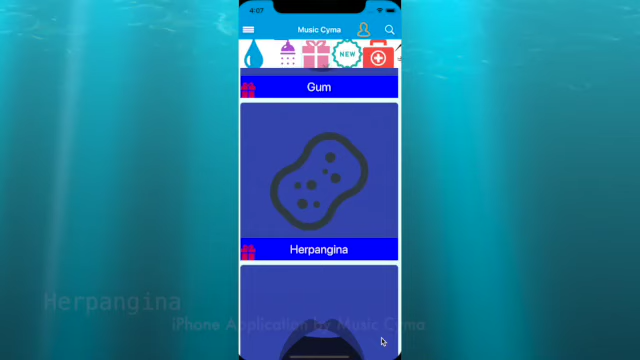 4:07
Music Cyma
NEW
Gum
Herpangina
Herpangina
iPhone Application by Music Cyma